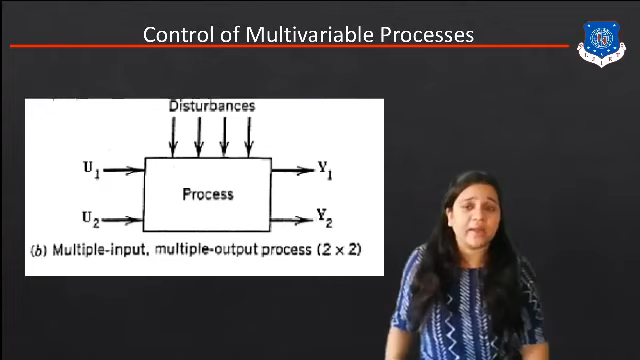 Control of Multivariable Processes
Disturbances
U1
Y1
Process
U2
Y2
(b) Multiple-input, multiple-output process (2 × 2)